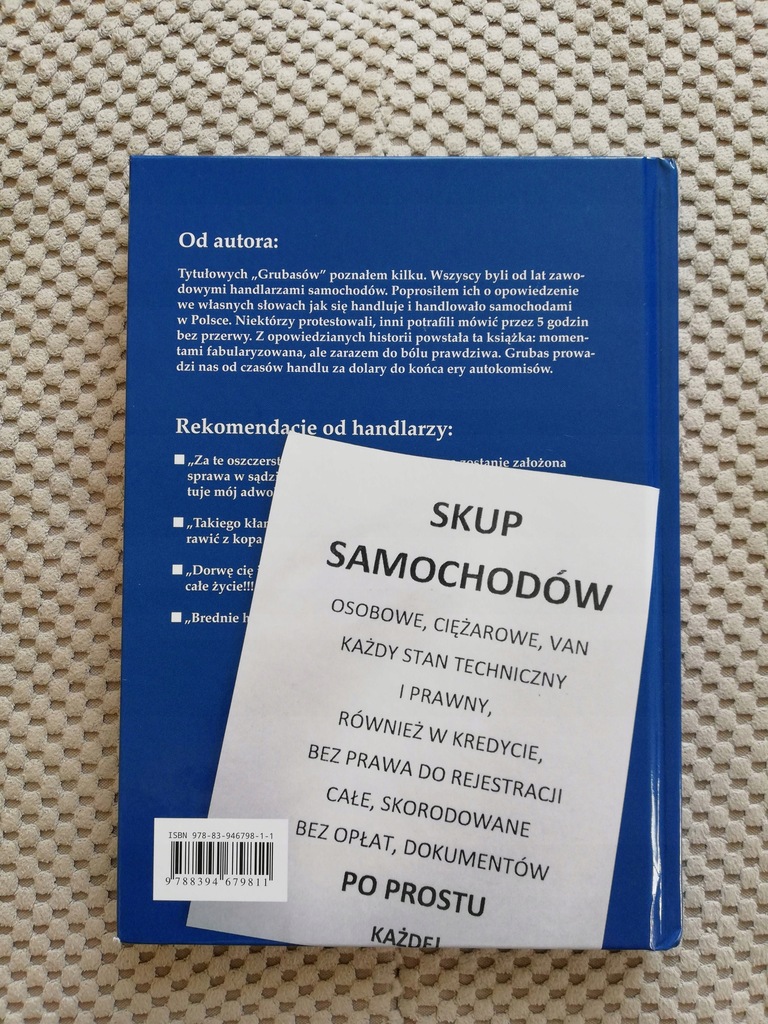 Od autora:
Tytułowych „Grubasów” poznałem kilku. Wszyscy byli od lat zawo-
dowymi handlarzami samochodów. Poprosiłem ich o opowiedzenie
we własnych słowach jak się handluje i handlowało samochodami
w Polsce. Niektórzy protestowali, inni potrafili mówić przez 5 godzin
bez przerwy. Z opowiedzianych historii powstała ta książka: momen-
tami fabularyzowana, ale zarazem do bólu prawdziwa. Grubas prowa-
dzi nas od czasów handlu za dolary do końca ery autokomisów.
Rekomendacje od handlarzy:
„Za te oszczerst zostanie założona
sprawa w sądzi
tuje mój adwo
„Takiego kłam
rawić z kopa
„Dorwę cię
całe życie!!!
„Brednie h
SKUP
SAMOCHODÓW
OSOBOWE, CIĘŻAROWE, VAN
KAŻDY STAN TECHNICZNY
I PRAWNY,
RÓWNIEŻ W KREDYCIE,
BEZ PRAWA DO REJESTRACJI
CAŁE, SKORODOWANE
BEZ OPŁAT, DOKUMENTÓW
PO PROSTU
KAŻDEJ
ISBN 978-83-946798-1-1
9 788394 679811